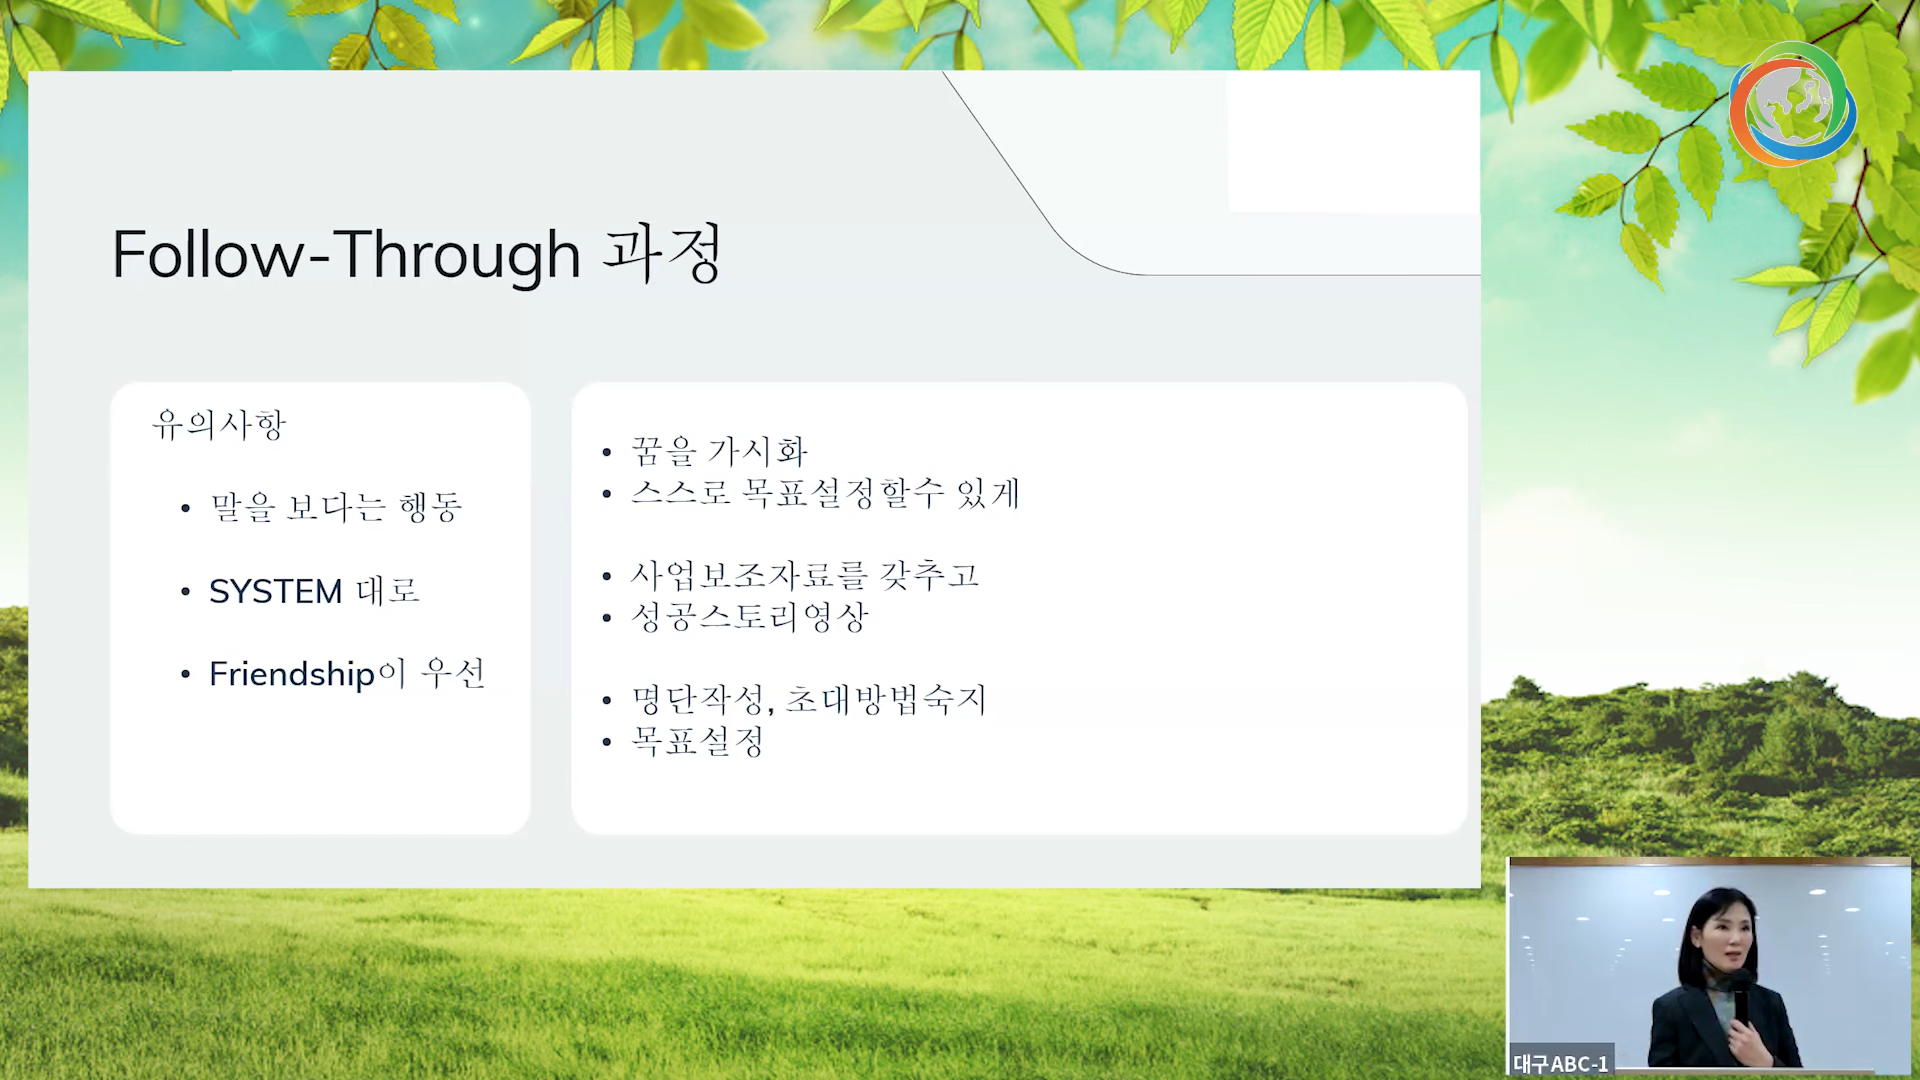 Follow-Through 과정
유의사항
• 말을 보다는 행동
• SYSTEM 대로
• Friendship이 우선
• 꿈을 가시화
• 스스로 목표설정할수 있게
• 사업보조자료를 갖추고
• 성공스토리영상
• 명단작성, 초대방법숙지
• 목표설정
대구ABC-1